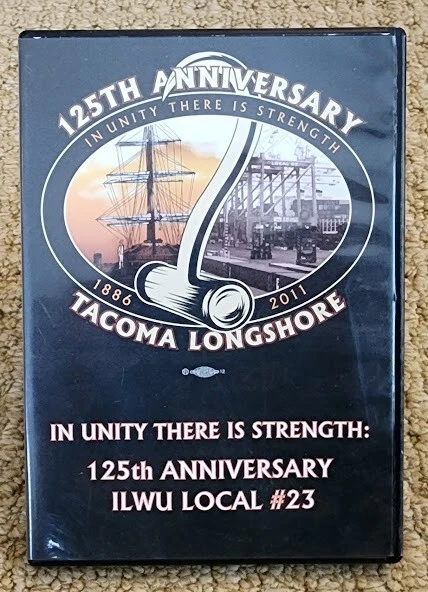 125TH ANNIVERSARY
IN UNITY THERE IS STRENGTH
1886
2011
TACOMA LONGSHORE
IN UNITY THERE IS STRENGTH:
125th ANNIVERSARY
ILWU LOCAL #23